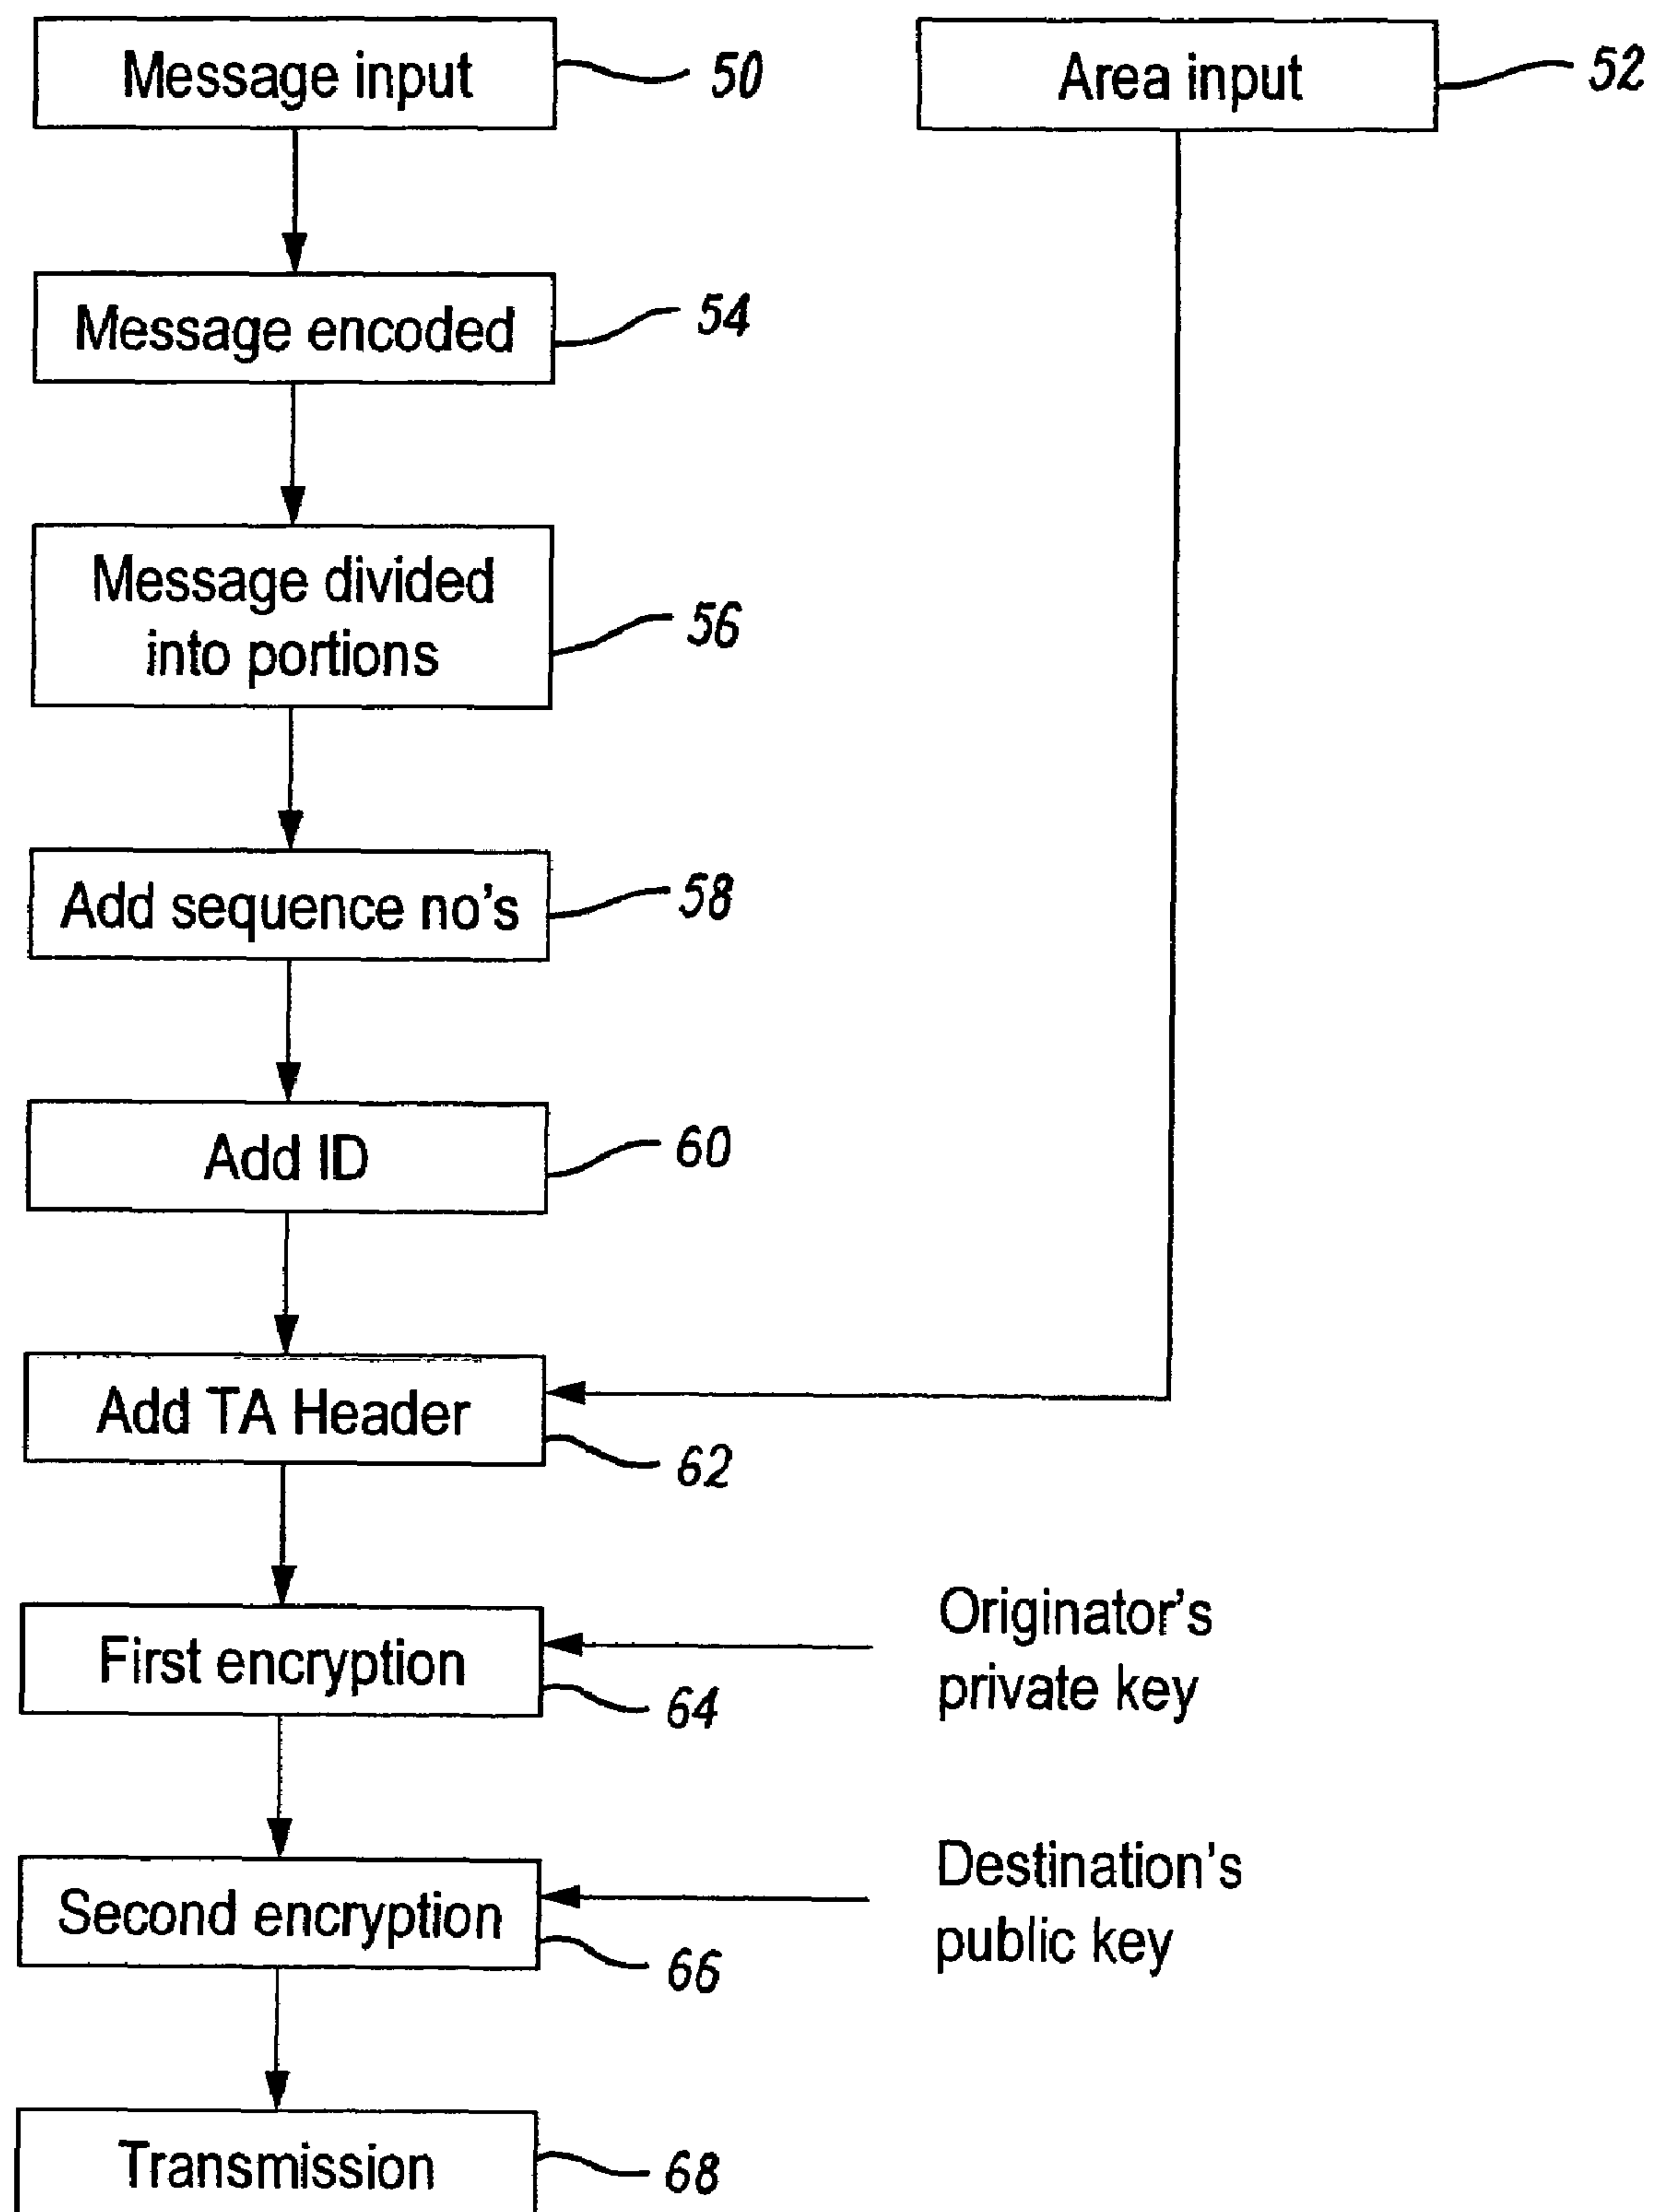 Message input
50
Area input
52
Message encoded
54
Message divided
into portions
56
Add sequence no's
58
Add ID
60
Add TA Header
62
First encryption
64
Originator's
private key
Second encryption
66
Destination's
public key
Transmission
68